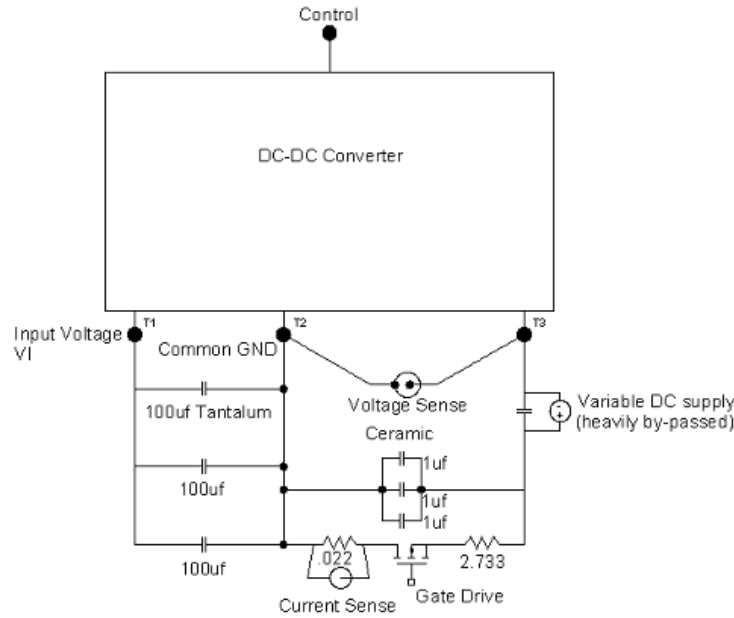 Control
DC-DC Converter
T1
T2
T3
Input Voltage
VI
Common GND
100uf Tantalum
Voltage Sense
Variable DC supply
(heavily by-passed)
Ceramic
1uf
1uf
1uf
100uf
100uf
.022
2.733
Current Sense
Gate Drive